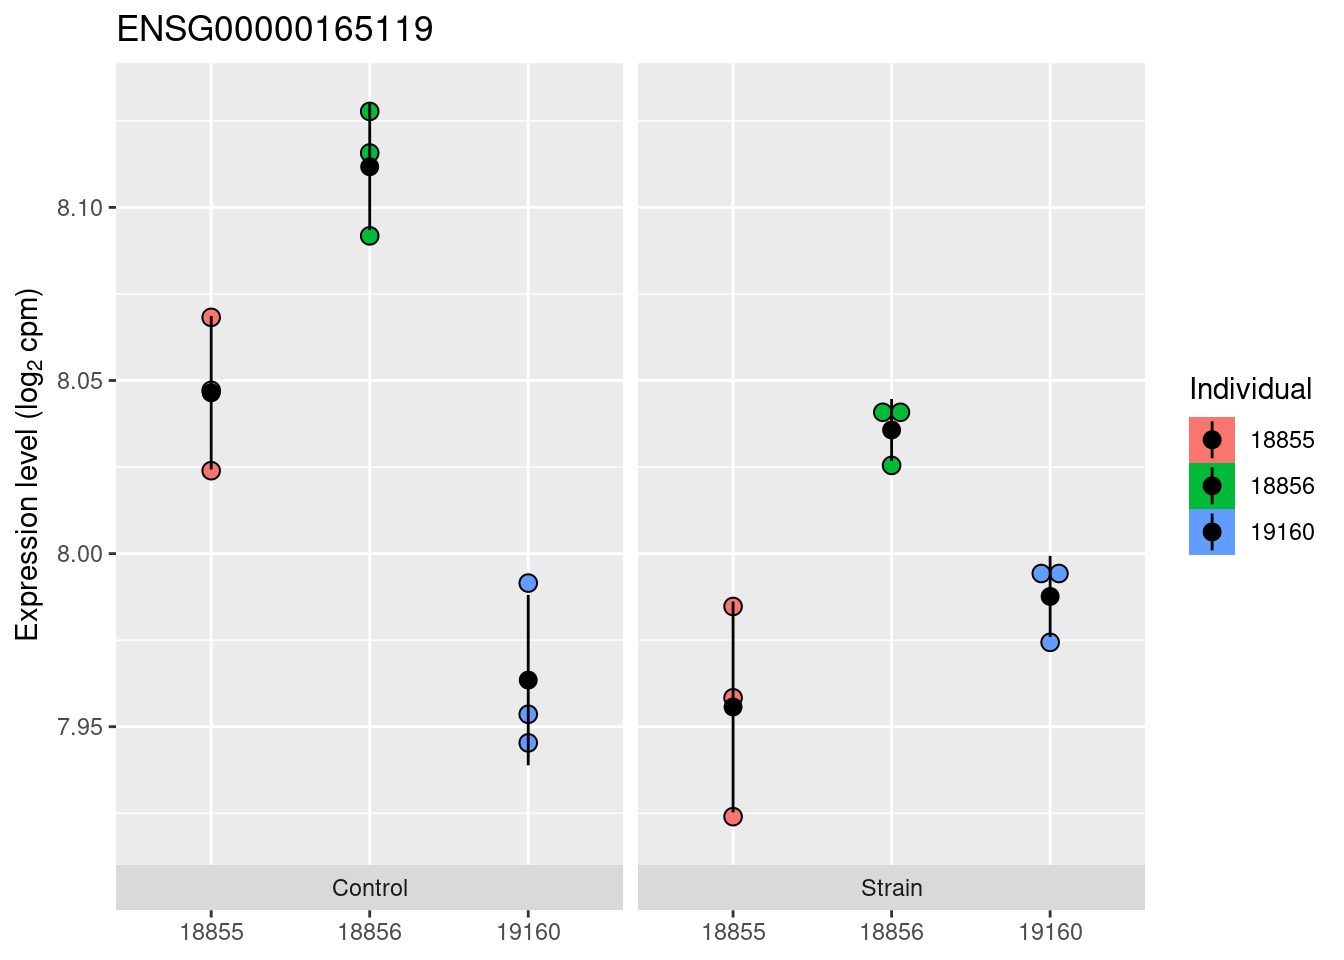 ENSG00000165119
Expression level (log₂ cpm)
8.10
8.05
8.00
7.95
Control
Strain
18855
18856
19160
18855
18856
19160
Individual
18855
18856
19160